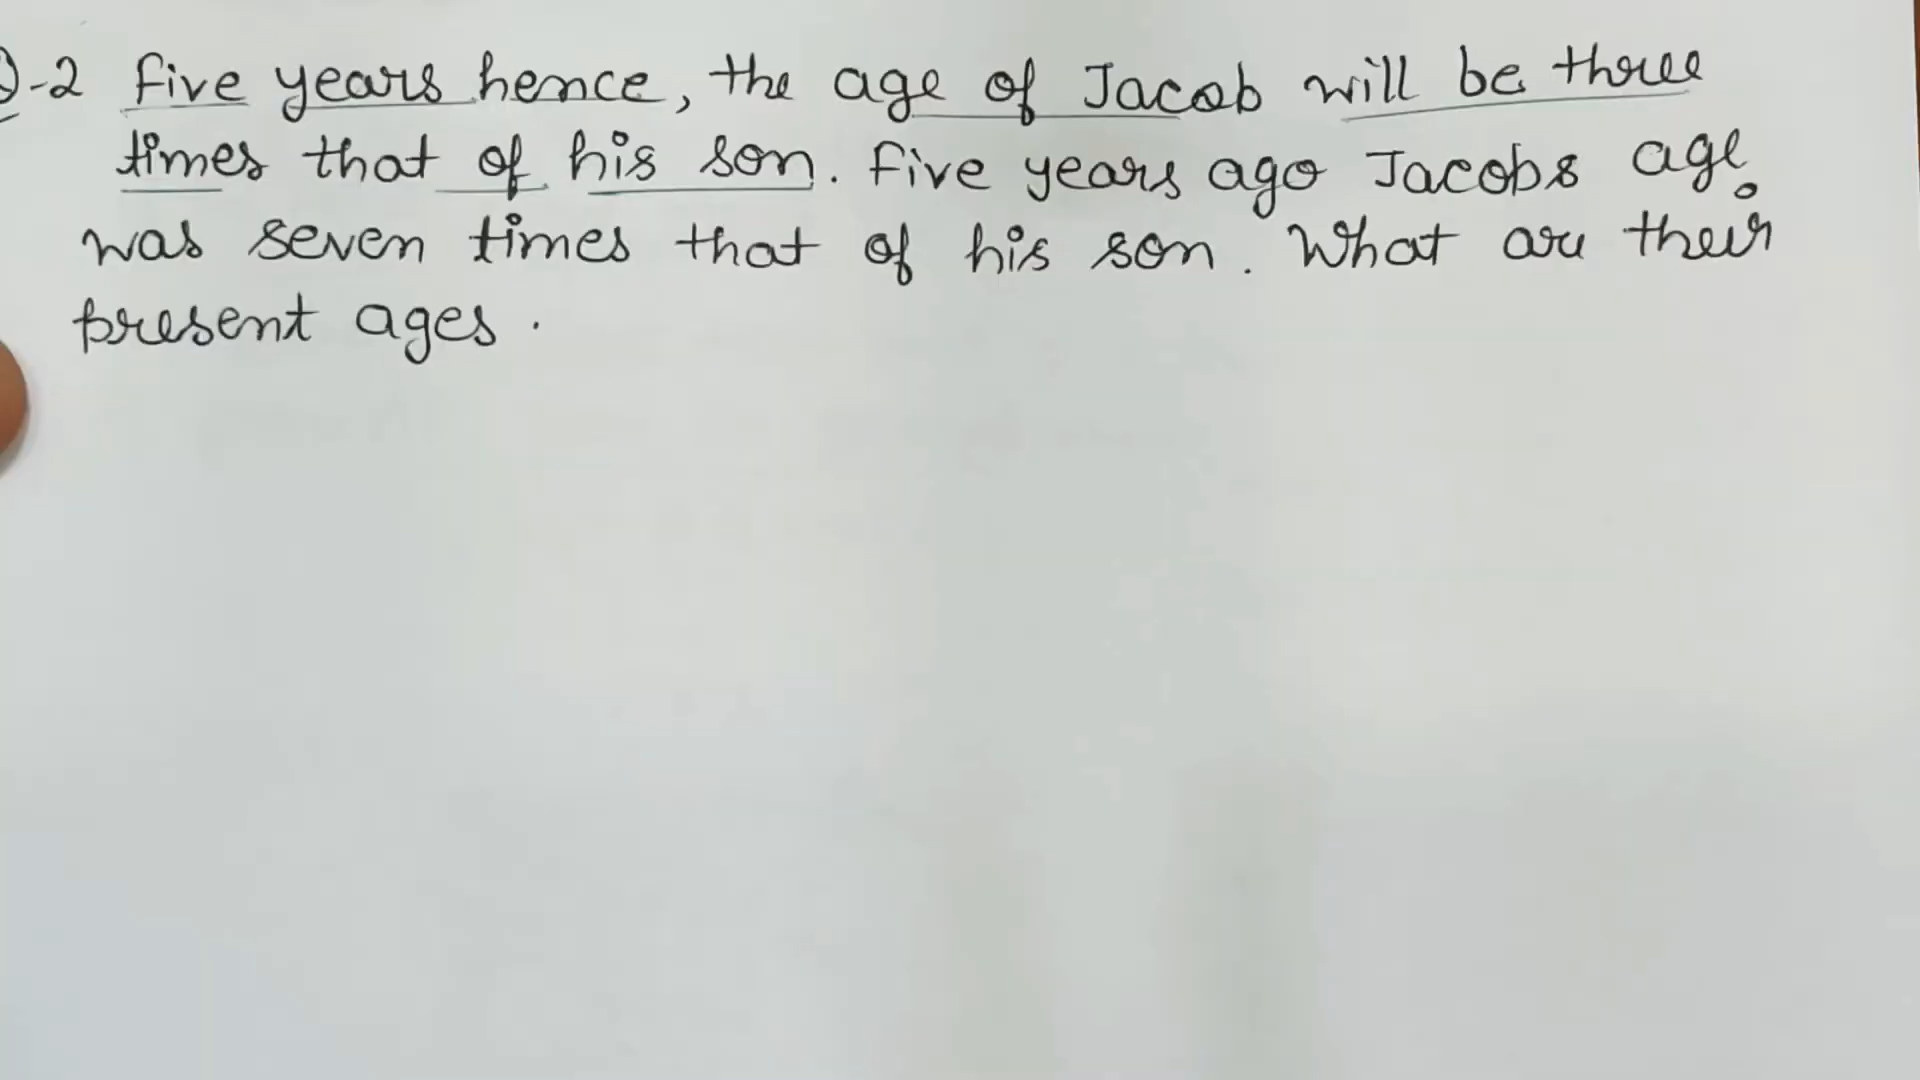 Q-2 Five years hence, the age of Jacob will be three
times that of his son. Five years ago Jacobs age
was seven times that of his son. What are their
present ages.